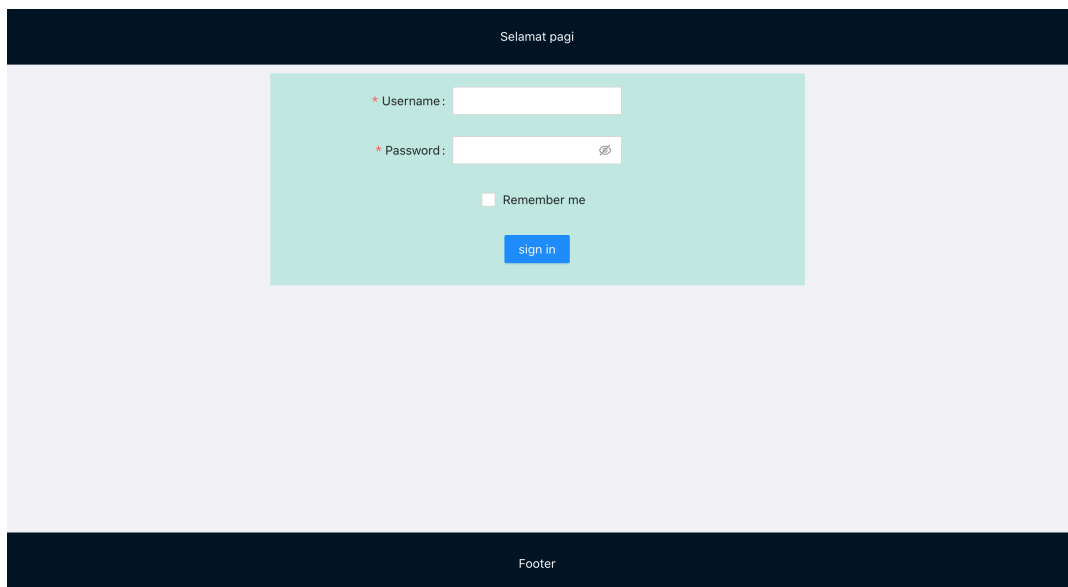 Selamat pagi
* Username :
* Password :
Remember me
sign in
Footer